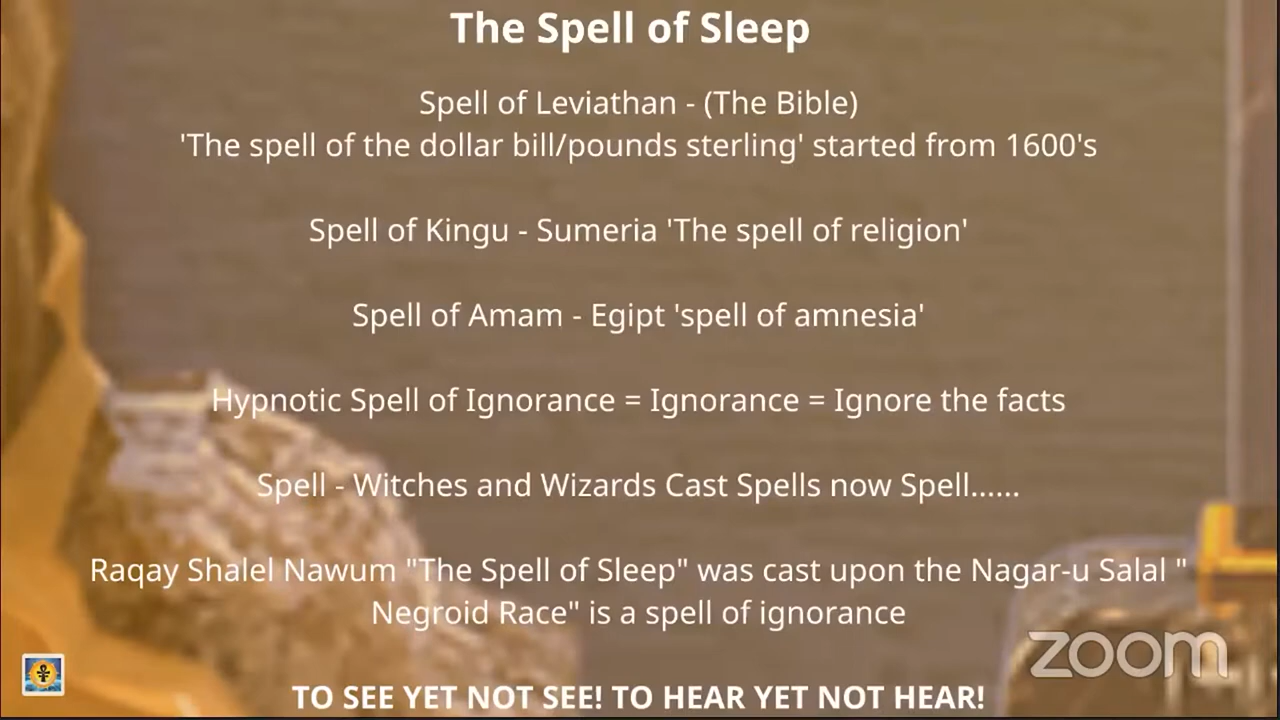 The Spell of Sleep
Spell of Leviathan - (The Bible)
'The spell of the dollar bill/pounds sterling' started from 1600's
Spell of Kingu - Sumeria 'The spell of religion'
Spell of Amam - Egipt 'spell of amnesia'
Hypnotic Spell of Ignorance = Ignorance = Ignore the facts
Spell - Witches and Wizards Cast Spells now Spell......
Raqay Shalel Nawum "The Spell of Sleep" was cast upon the Nagar-u Salal "
Negroid Race" is a spell of ignorance
zoom
TO SEE YET NOT SEE! TO HEAR YET NOT HEAR!